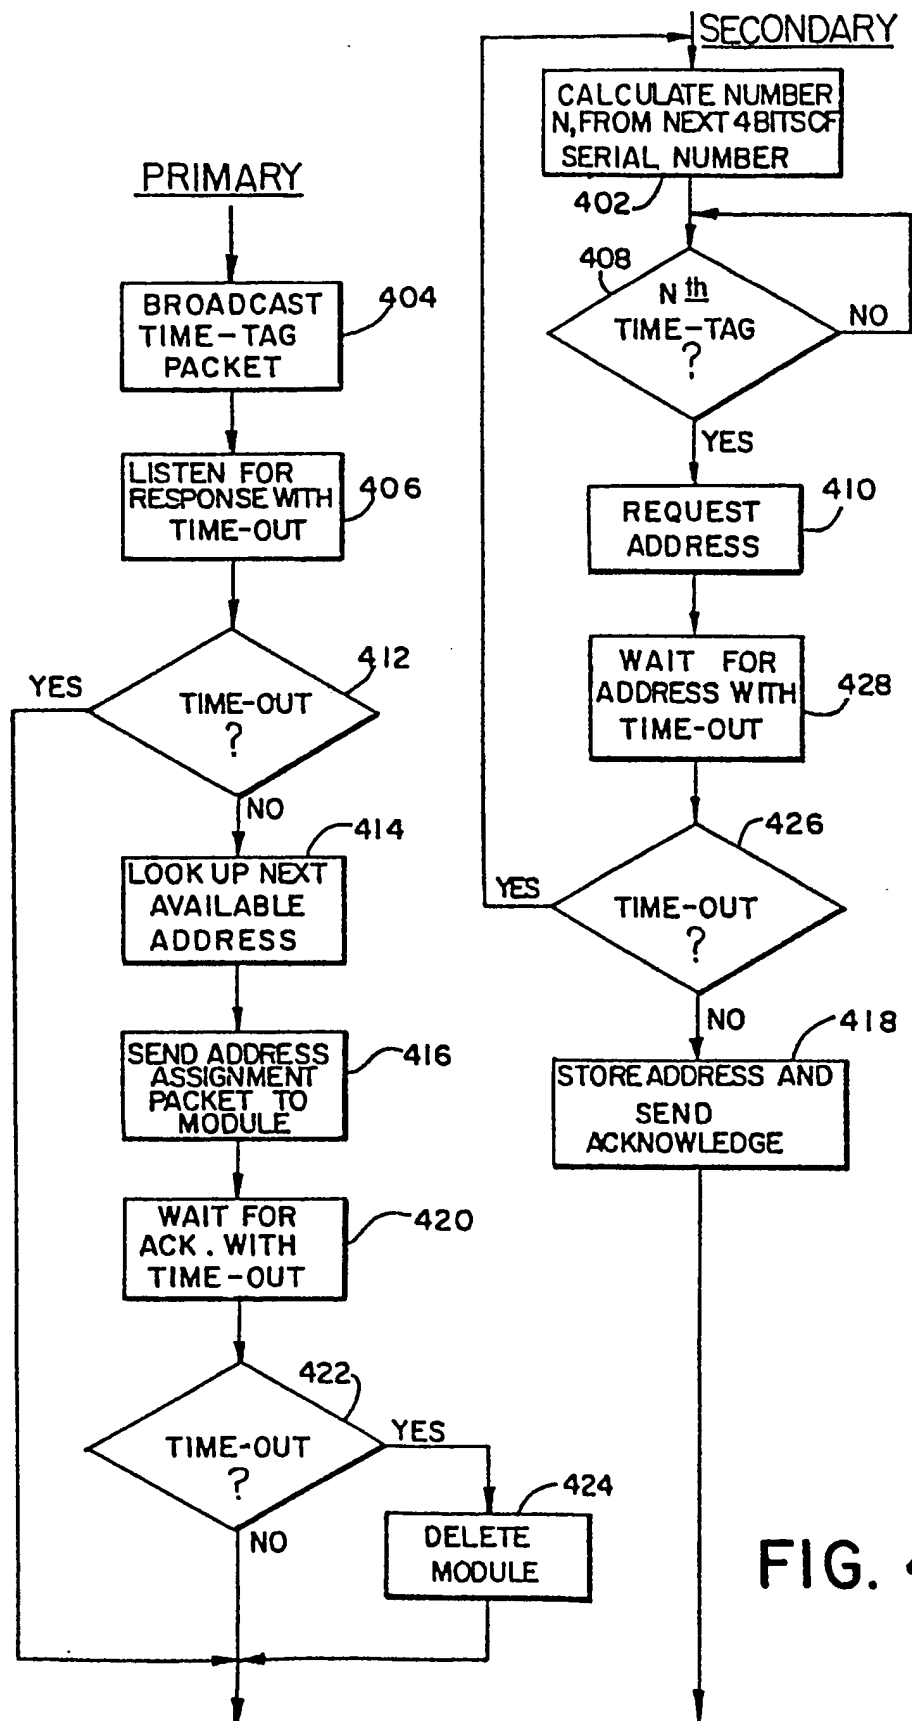 PRIMARY
BROADCAST
TIME-TAG
PACKET
404
LISTEN FOR
RESPONSE WITH
TIME-OUT
406
412
YES
TIME-OUT
?
NO
414
LOOK UP NEXT
AVAILABLE
ADDRESS
SEND ADDRESS
ASSIGNMENT
PACKET TO
MODULE
416
WAIT FOR
ACK. WITH
TIME-OUT
420
422
TIME-OUT
?
YES
NO
424
DELETE
MODULE
SECONDARY
CALCULATE NUMBER
N, FROM NEXT 4 BITS CF
SERIAL NUMBER
402
408
Nth
TIME-TAG
?
NO
YES
REQUEST
ADDRESS
410
WAIT FOR
ADDRESS WITH
TIME-OUT
428
426
YES
TIME-OUT
?
NO
418
STORE ADDRESS AND
SEND
ACKNOWLEDGE
FIG.